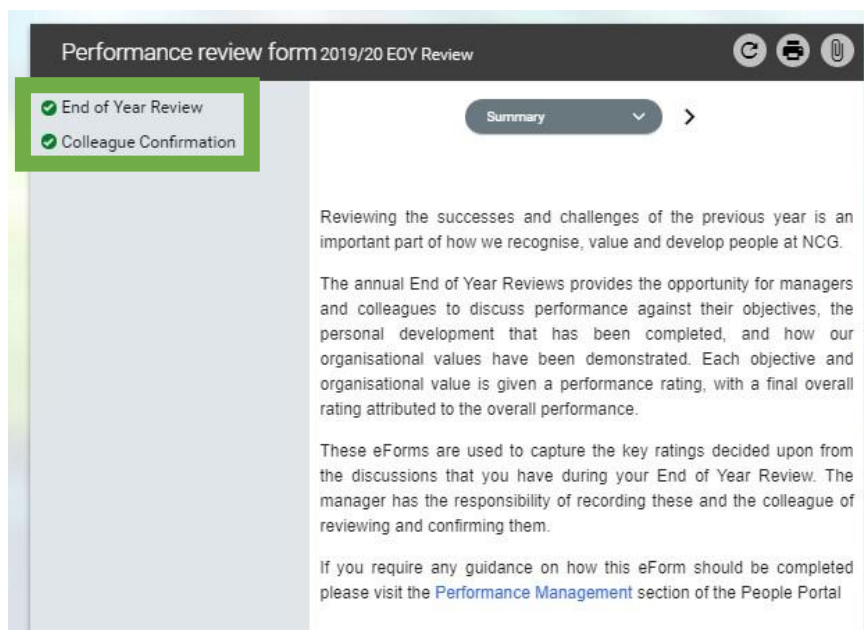 Performance review form 2019/20 EOY Review
End of Year Review
Colleague Confirmation
Summary
Reviewing the successes and challenges of the previous year is an
important part of how we recognise, value and develop people at NCG.
The annual End of Year Reviews provides the opportunity for managers
and colleagues to discuss performance against their objectives, the
personal development that has been completed, and how our
organisational values have been demonstrated. Each objective and
organisational value is given a performance rating, with a final overall
rating attributed to the overall performance.
These eForms are used to capture the key ratings decided upon from
the discussions that you have during your End of Year Review. The
manager has the responsibility of recording these and the colleague of
reviewing and confirming them.
If you require any guidance on how this eForm should be completed
please visit the Performance Management section of the People Portal